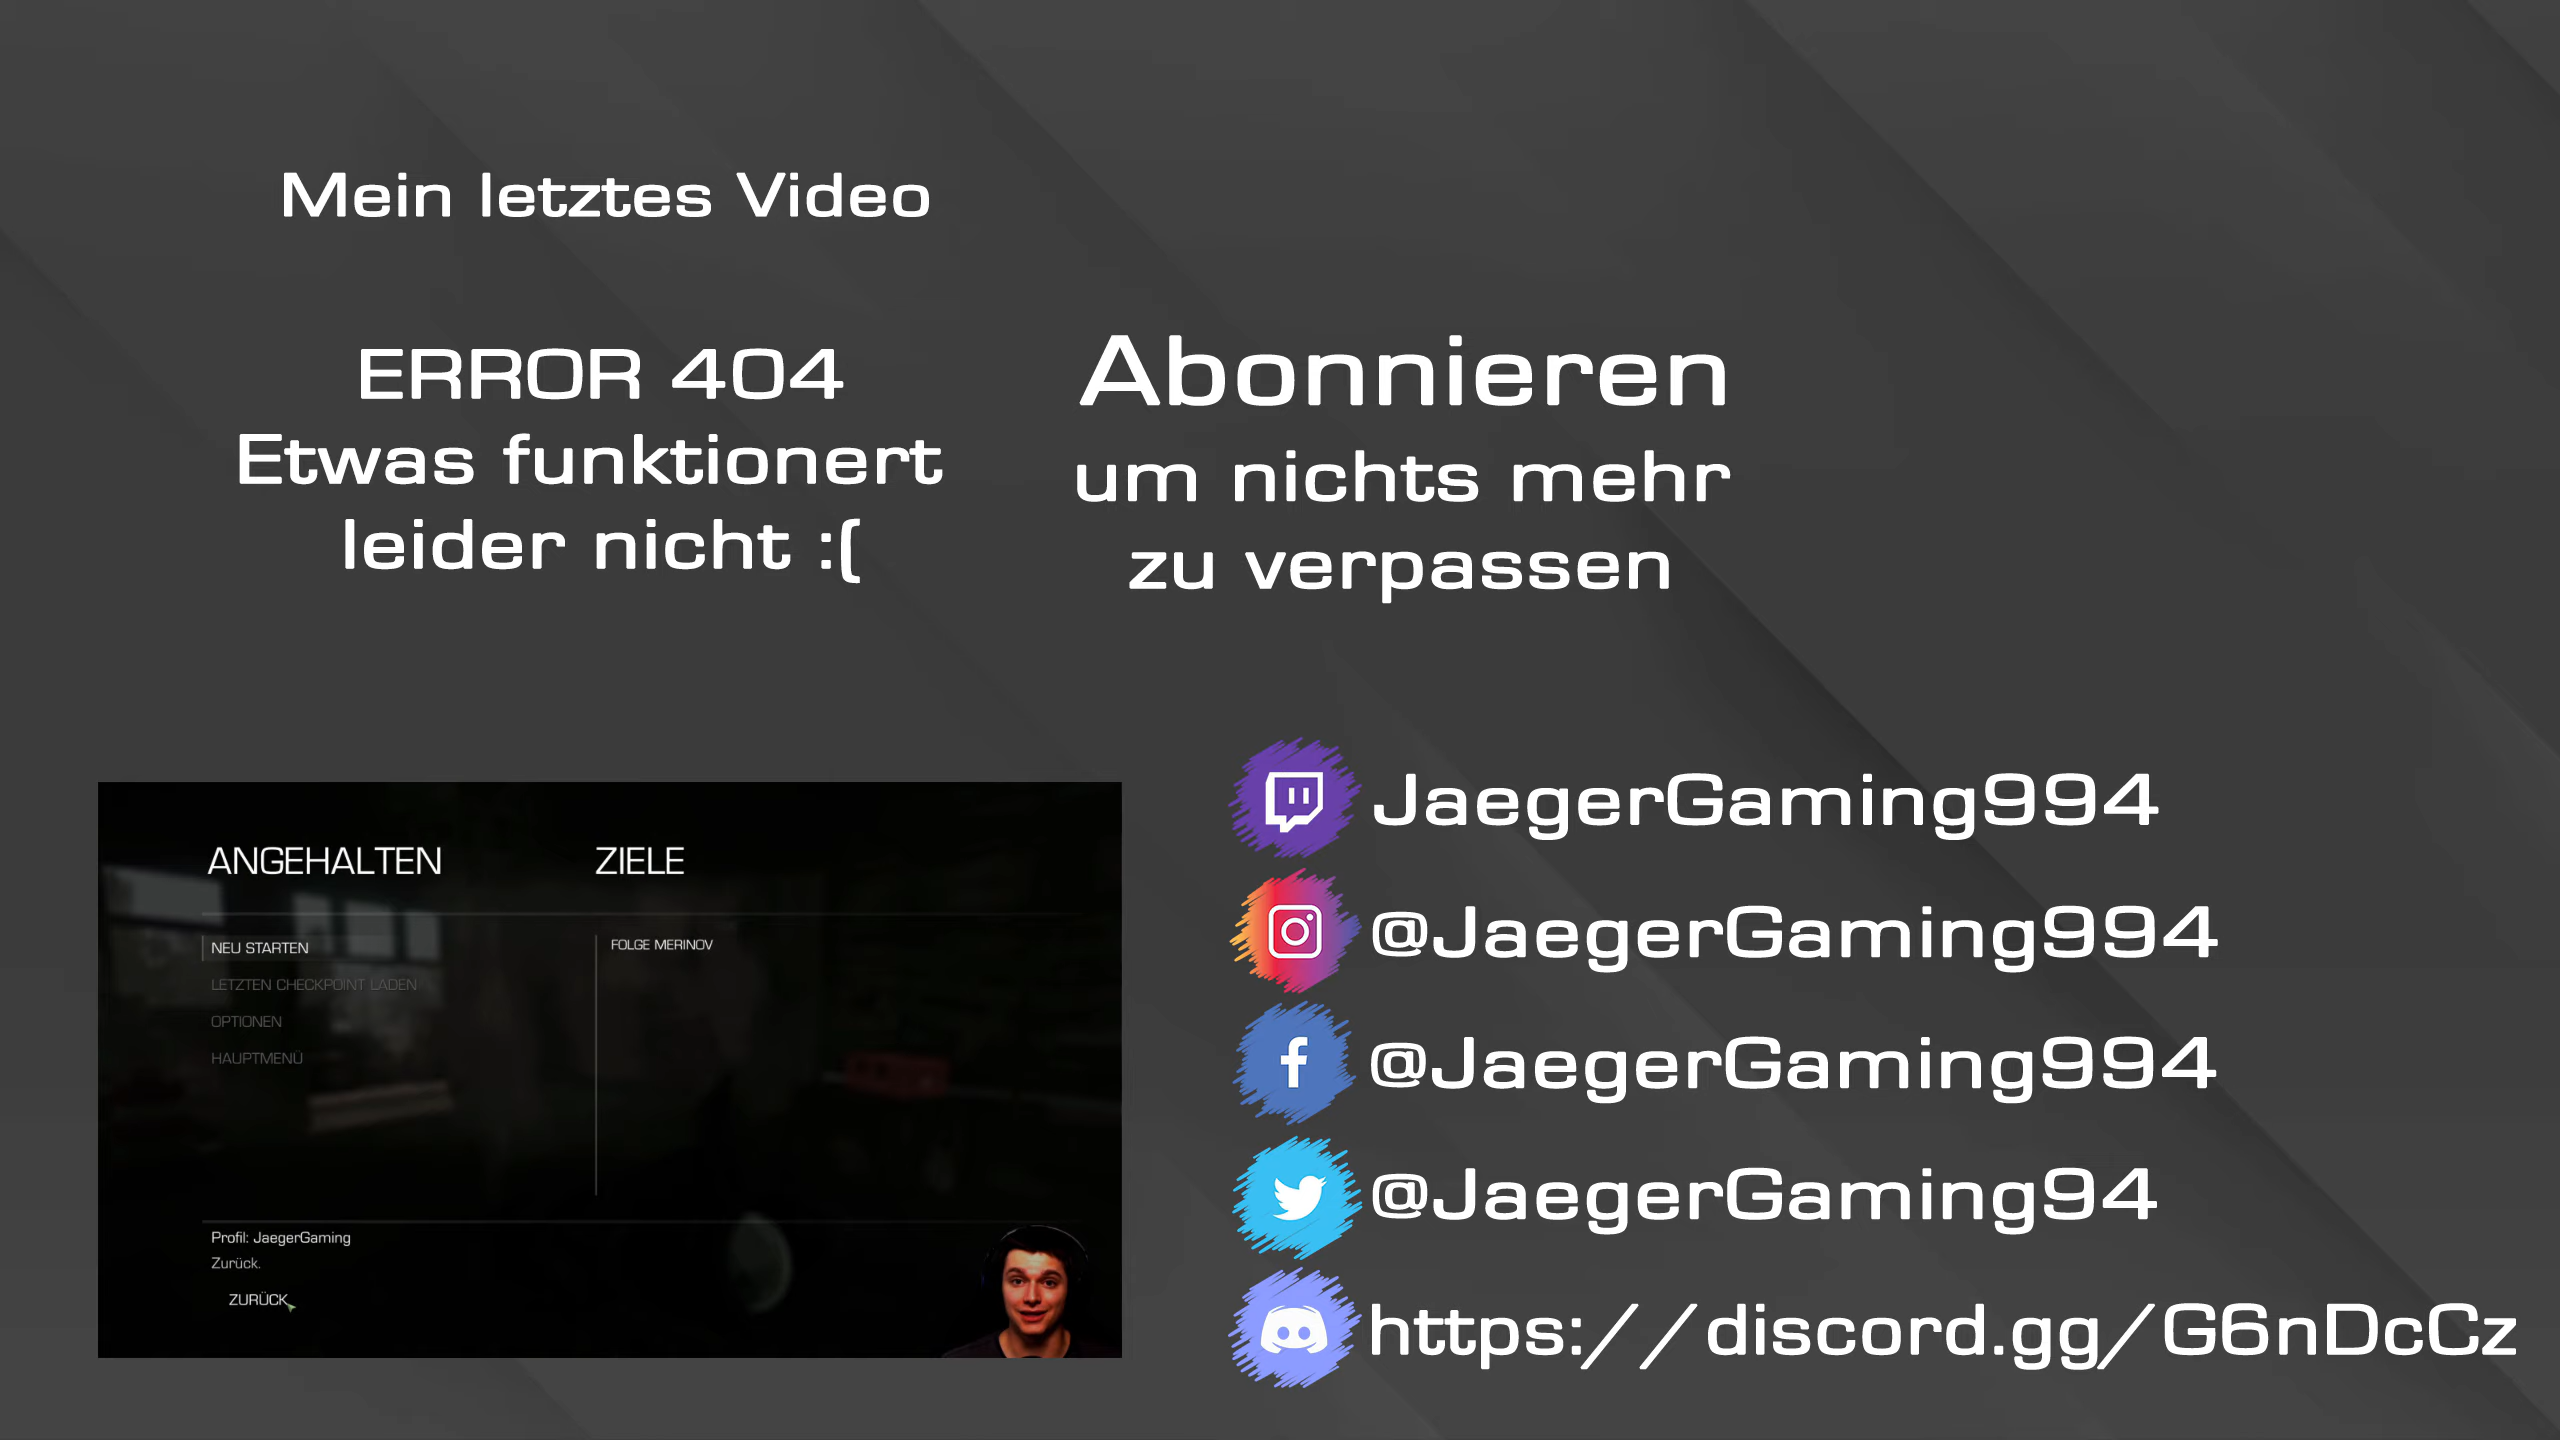 Mein letztes Video
ERROR 404
Etwas funktionert
leider nicht :(
Abonnieren
um nichts mehr
zu verpassen
ANGEHALTEN
ZIELE
NEU STARTEN
LETZTEN CHECKPOINT LADEN
OPTIONEN
HAUPTMENÜ
FOLGE MERINOV
Profil: JaegerGaming
Zurück.
ZURÜCK
JaegerGaming994
@JaegerGaming994
@JaegerGaming994
@JaegerGaming94
https://discord.gg/G6nDcCz